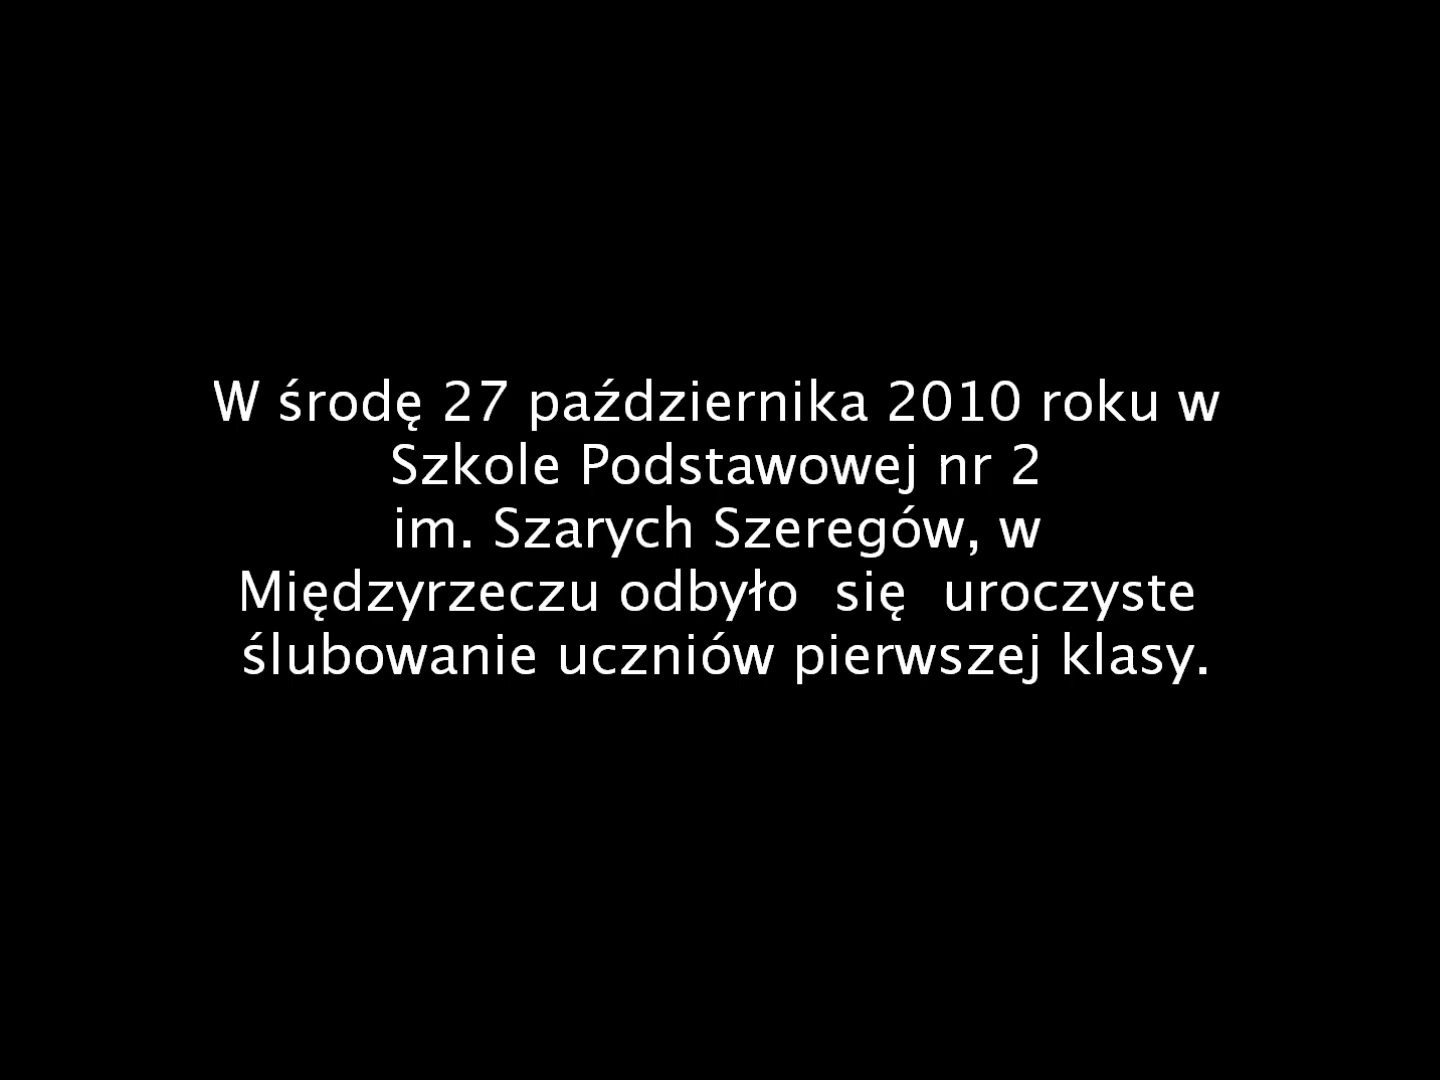 W środę 27 października 2010 roku w
Szkole Podstawowej nr 2
im. Szarych Szeregów, w
Międzyrzeczu odbyło  się  uroczyste
ślubowanie uczniów pierwszej klasy.